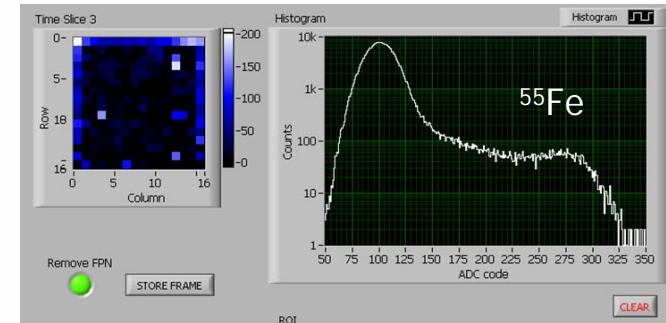 Time Slice 3
0-
5-
10
16
Row
0
5
10
16
Column
-200
-150
-100
-50
-0
Histogram
Histogram
10k
1k
100
10
1
Counts
55Fe
50 75 100 125 150 175 200 225 250 275 300 325 350
ADC code
Remove FPN
STORE FRAME
CLEAR
ROI